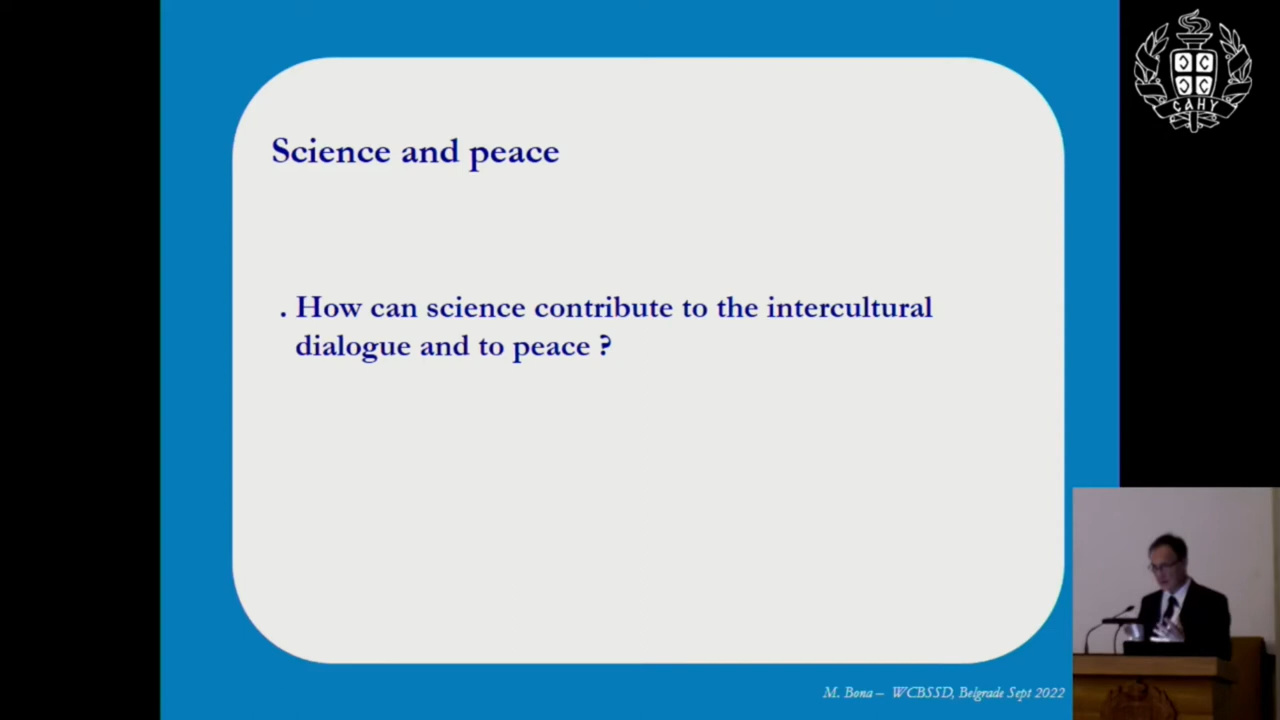 Science and peace
. How can science contribute to the intercultural
dialogue and to peace ?
M. Bona – WCBSSD, Belgrade Sept 2022
САНУ